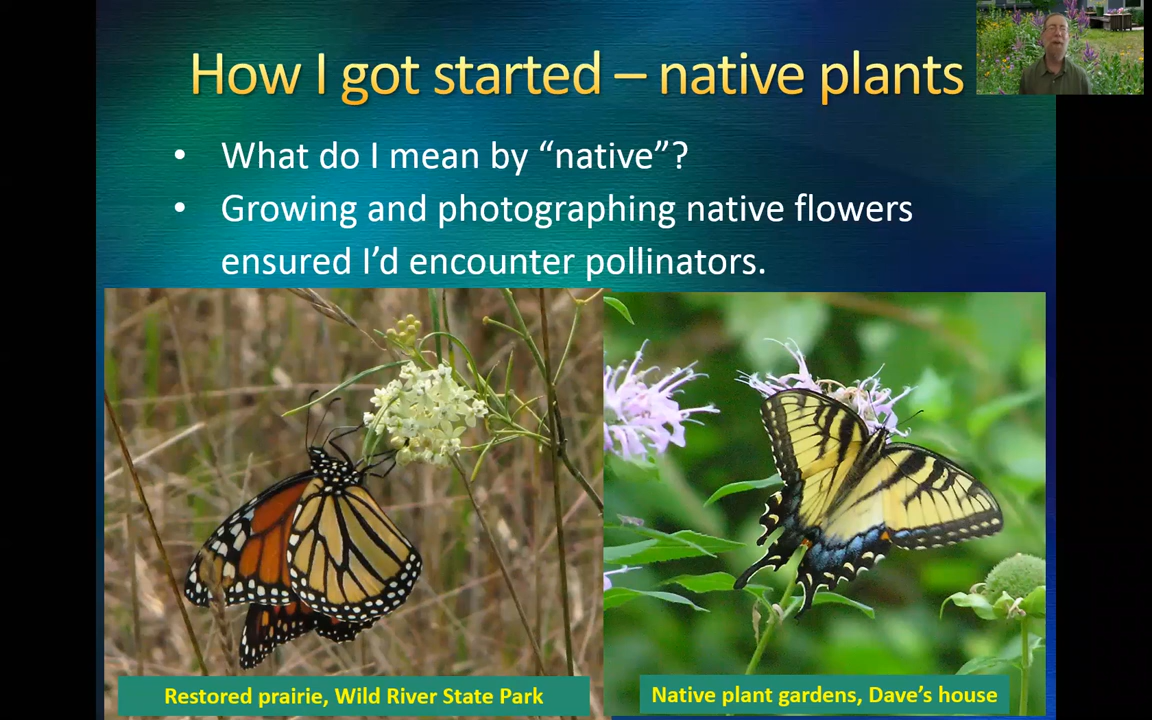 How I got started – native plants
• What do I mean by “native”?
• Growing and photographing native flowers
ensured I’d encounter pollinators.
Restored prairie, Wild River State Park
Native plant gardens, Dave’s house